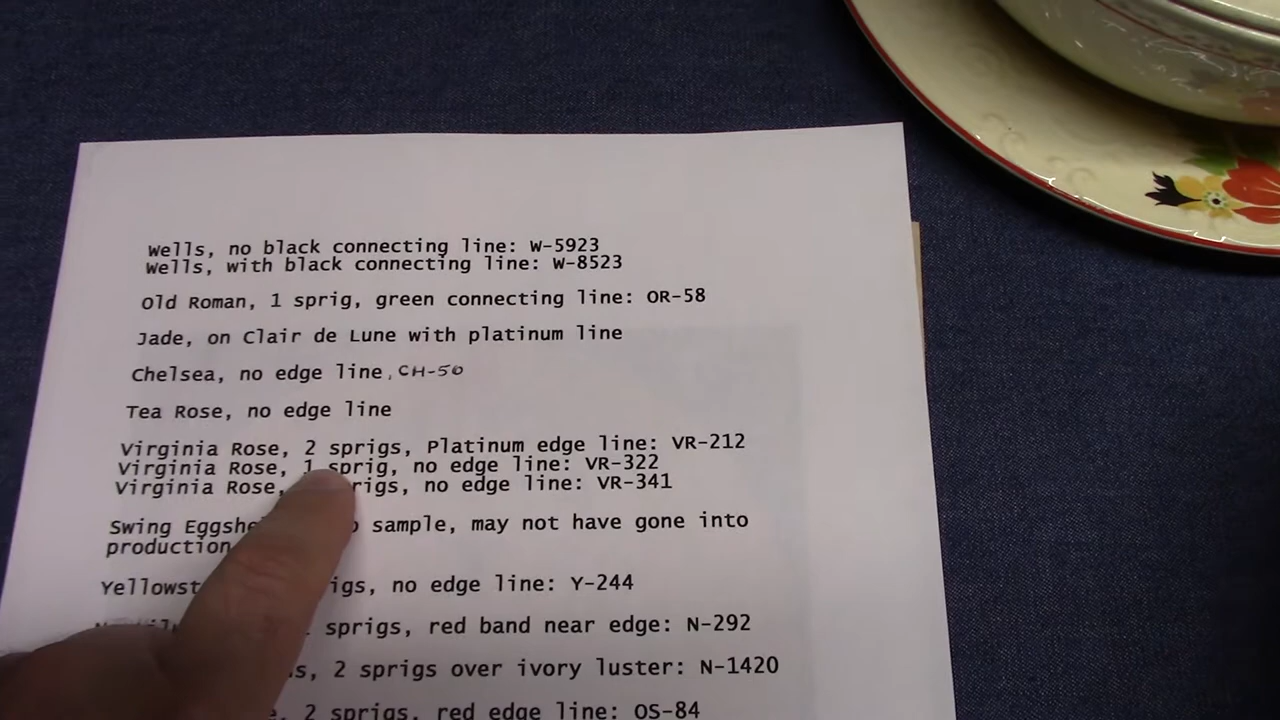 Wells, no black connecting line: W-5923
Wells, with black connecting line: W-8523
Old Roman, 1 sprig, green connecting line: OR-58
Jade, on Clair de Lune with platinum line
Chelsea, no edge line, CH-50
Tea Rose, no edge line
Virginia Rose, 2 sprigs, Platinum edge line: VR-212
Virginia Rose, 1 sprig, no edge line: VR-322
Virginia Rose, no edge line: VR-341
Swing sample, may not have gone into
production
no edge line: Y-244
sprigs, red band near edge: N-292
2 sprigs over ivory luster: N-1420
2 sprigs, red edge line: OS-84